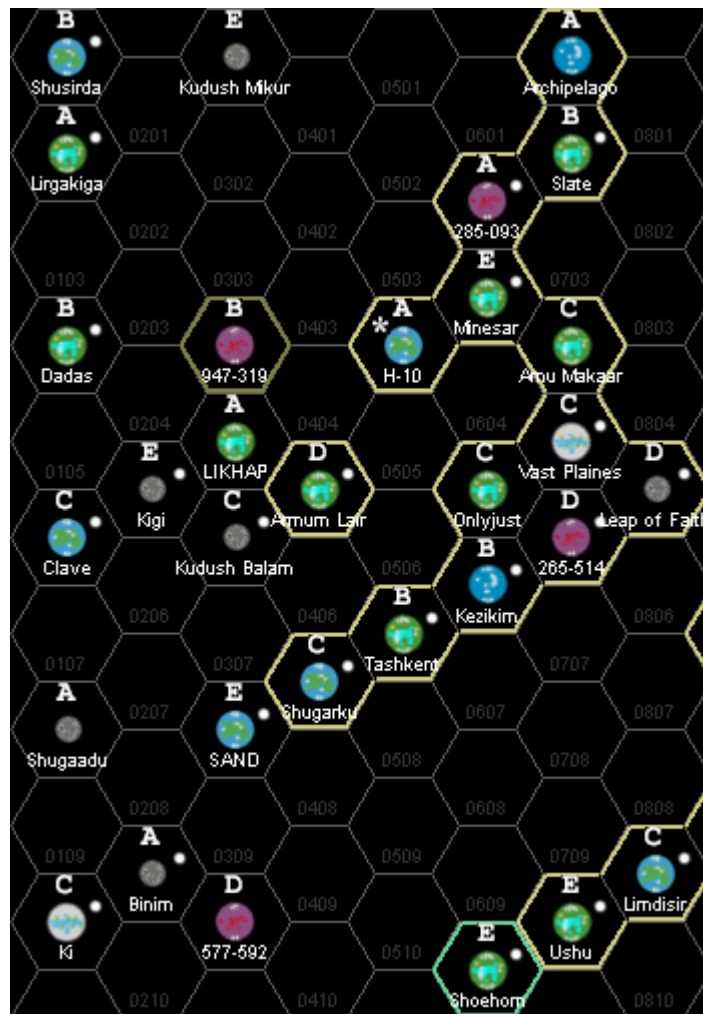 B
Shusirda
E
Kudush Mikur
0501
A
Archipelago
A
Lirgakiga
0201
0401
0601
B
Slate
0801
0302
0502
A
285-093
0202
0402
0802
0103
0303
0503
E
Minesar
0703
B
Dadas
0203
B
947-319
0403
* A
H-10
C
Amu Makaar
0803
0204
A
LIKHAP
0404
0604
C
Vast Plaines
0804
0105
E
Kigi
D
Amum Lair
0505
C
Onlyjust
D
Leap of Faith
C
Clave
C
Kudush Balam
0506
D
265-514
0206
0406
B
Tashkent
B
Kezikim
0806
0107
0307
C
Shugarku
0707
A
Shugaadu
0207
E
SAND
0607
0807
0508
0708
0208
0408
0608
0808
0109
A
Binim
0309
0509
0709
C
Limdisir
C
Ki
D
577-592
0409
0609
E
Ushu
0510
E
Shoehorn
0210
0410
0810